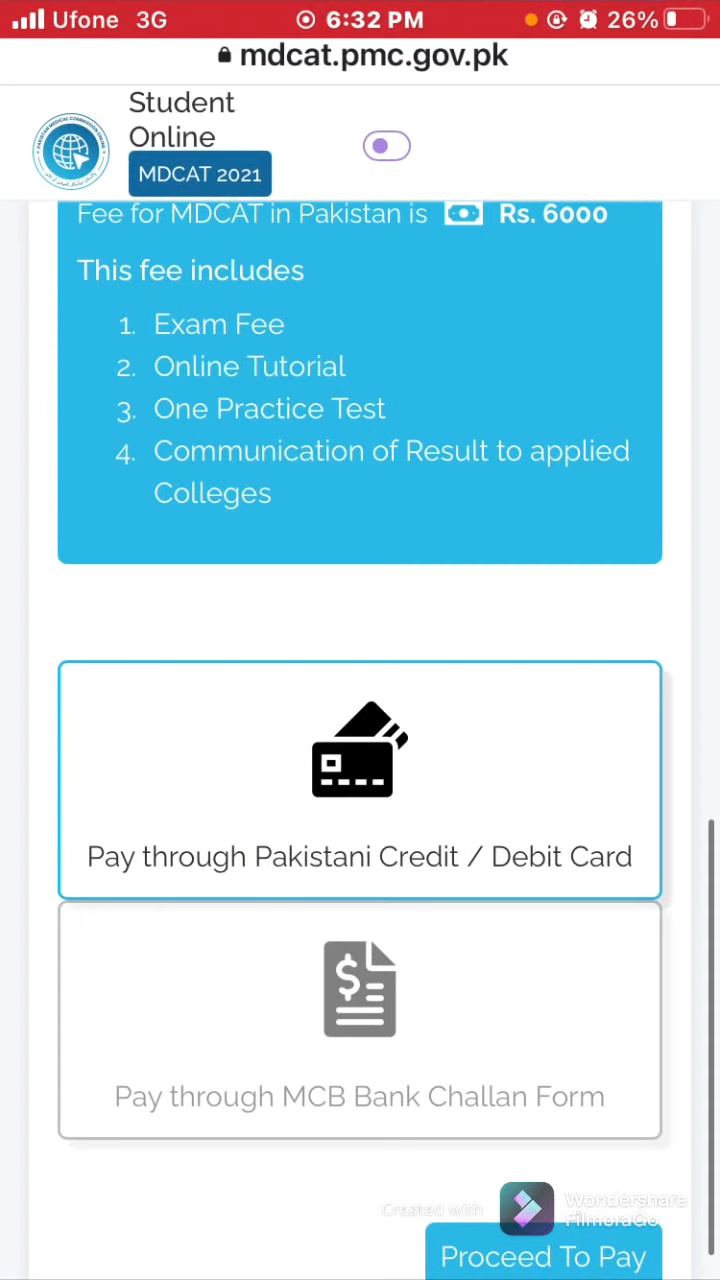 Ufone 3G 6:32 PM 26%
mdcat.pmc.gov.pk
Student
Online
MDCAT 2021
Fee for MDCAT in Pakistan is Rs. 6000
This fee includes
1. Exam Fee
2. Online Tutorial
3. One Practice Test
4. Communication of Result to applied
Colleges
Pay through Pakistani Credit / Debit Card
$
Pay through MCB Bank Challan Form
Created with Wondershare
FilmoraGo
Proceed To Pay